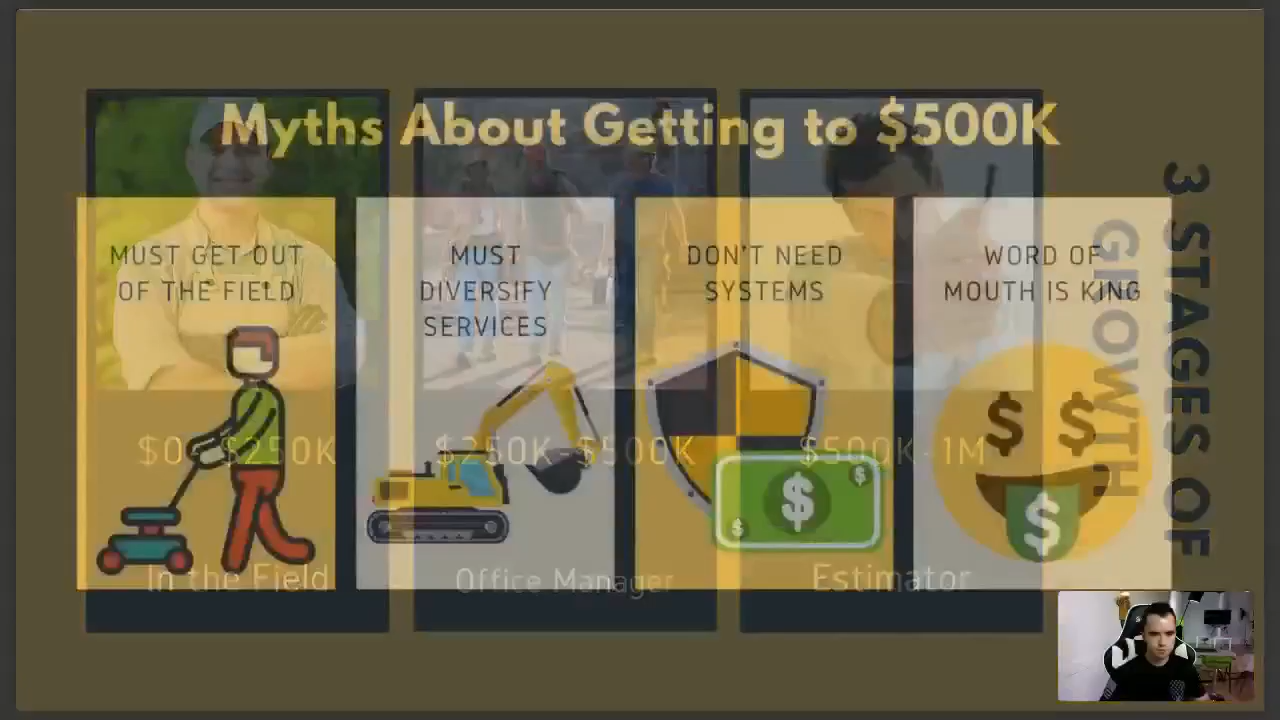 Myths About Getting to $500K
MUST GET OUT
OF THE FIELD
MUST
DIVERSIFY
SERVICES
DON'T NEED
SYSTEMS
WORD OF
MOUTH IS KING
$0-$250K
$250K-$500K
$500K-1M
In the Field
Office Manager
Estimator
3 STAGES OF
GROWTH